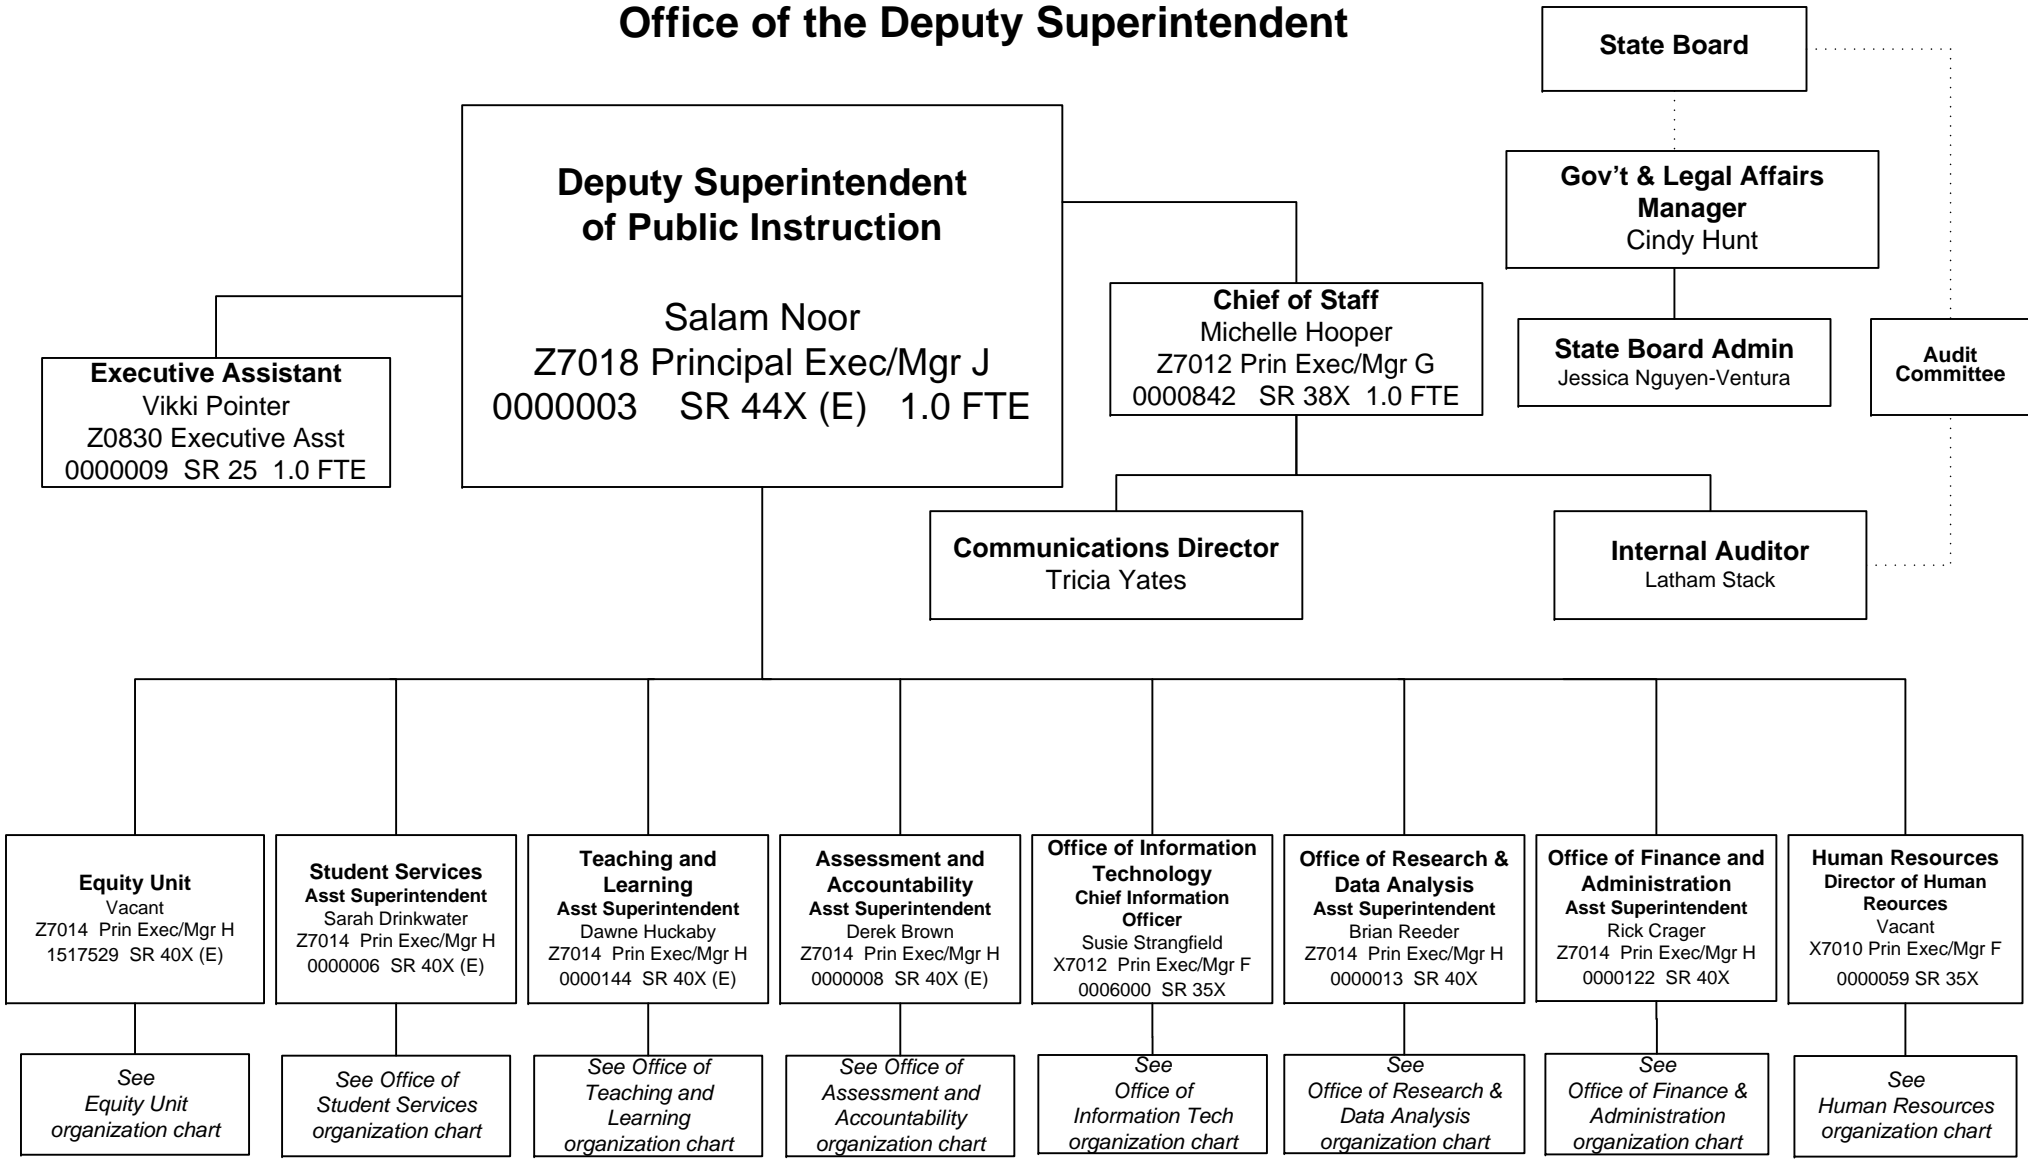 Office of the Deputy Superintendent
State Board
Deputy Superintendent
of Public Instruction
Salam Noor
Z7018 Principal Exec/Mgr J
0000003 SR 44X (E) 1.0 FTE
Gov't & Legal Affairs
Manager
Cindy Hunt
Executive Assistant
Vikki Pointer
Z0830 Executive Asst
0000009 SR 25 1.0 FTE
Chief of Staff
Michelle Hooper
Z7012 Prin Exec/Mgr G
0000842 SR 38X 1.0 FTE
State Board Admin
Jessica Nguyen-Ventura
Audit
Committee
Communications Director
Tricia Yates
Internal Auditor
Latham Stack
Equity Unit
Vacant
Z7014 Prin Exec/Mgr H
1517529 SR 40X (E)
Student Services
Asst Superintendent
Sarah Drinkwater
Z7014 Prin Exec/Mgr H
0000006 SR 40X (E)
Teaching and
Learning
Asst Superintendent
Dawne Huckaby
Z7014 Prin Exec/Mgr H
0000144 SR 40X (E)
Assessment and
Accountability
Asst Superintendent
Derek Brown
Z7014 Prin Exec/Mgr H
0000008 SR 40X (E)
Office of Information
Technology
Chief Information
Officer
Susie Strangfield
X7012 Prin Exec/Mgr F
0006000 SR 35X
Office of Research &
Data Analysis
Asst Superintendent
Brian Reeder
Z7014 Prin Exec/Mgr H
0000013 SR 40X
Office of Finance and
Administration
Asst Superintendent
Rick Crager
Z7014 Prin Exec/Mgr H
0000122 SR 40X
Human Resources
Director of Human
Reources
Vacant
X7010 Prin Exec/Mgr F
0000059 SR 35X
See
Equity Unit
organization chart
See Office of
Student Services
organization chart
See Office of
Teaching and
Learning
organization chart
See Office of
Assessment and
Accountability
organization chart
See
Office of
Information Tech
organization chart
See
Office of Research &
Data Analysis
organization chart
See
Office of Finance &
Administration
organization chart
See
Human Resources
organization chart